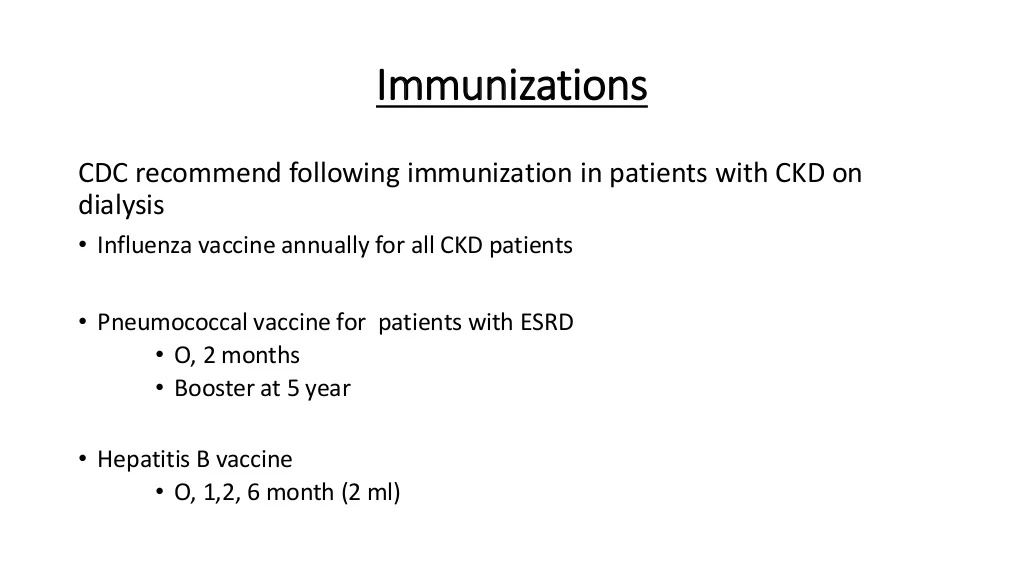 Immunizations
CDC recommend following immunization in patients with CKD on
dialysis
• Influenza vaccine annually for all CKD patients
• Pneumococcal vaccine for  patients with ESRD
• O, 2 months
• Booster at 5 year
• Hepatitis B vaccine
• O, 1,2, 6 month (2 ml)